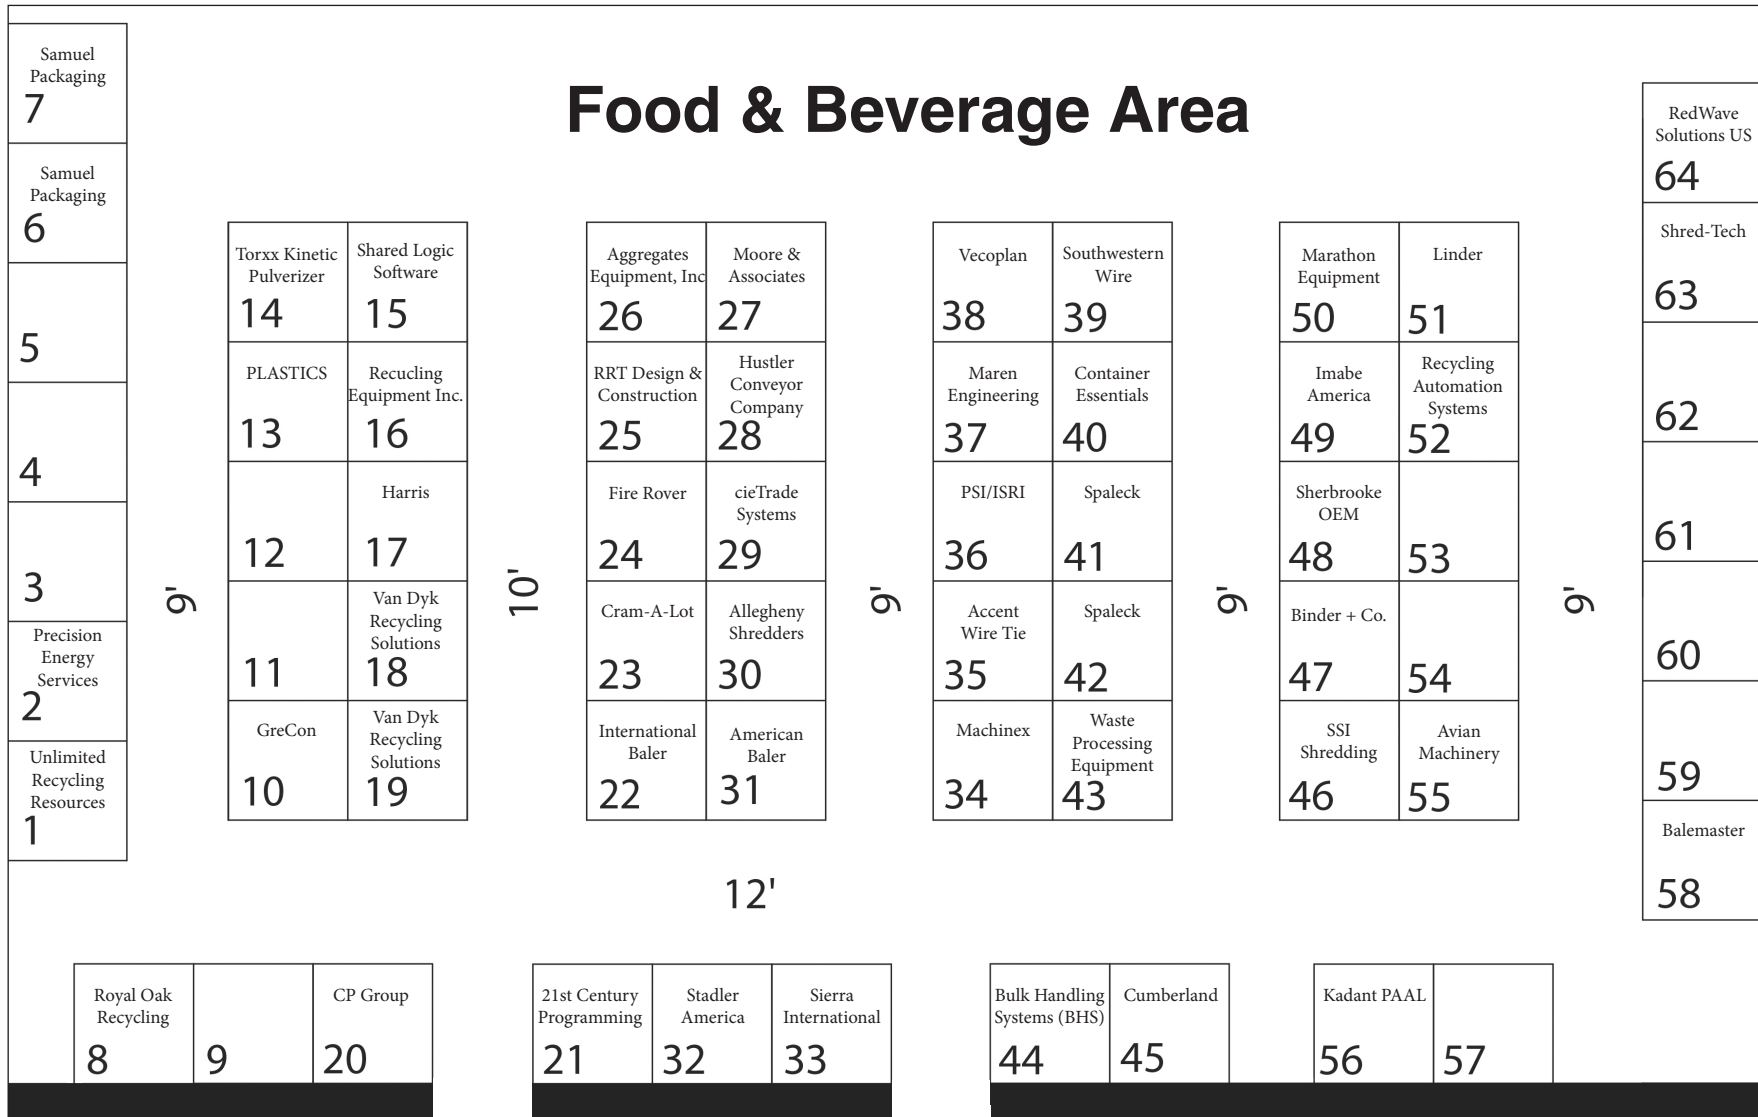 Food & Beverage Area
Samuel
Packaging
7
Samuel
Packaging
6
5
4
3
Precision
Energy
Services
2
Unlimited
Recycling
Resources
1
9'
Torxx Kinetic
Pulverizer
14
Shared Logic
Software
15
PLASTICS
13
Recucling
Equipment Inc.
16
12
Harris
17
11
Van Dyk
Recycling
Solutions
18
GreCon
10
Van Dyk
Recycling
Solutions
19
10'
Aggregates
Equipment, Inc
26
Moore &
Associates
27
RRT Design &
Construction
25
Hustler
Conveyor
Company
28
Fire Rover
24
cieTrade
Systems
29
Cram-A-Lot
23
Allegheny
Shredders
30
International
Baler
22
American
Baler
31
9'
Vecoplan
38
Southwestern
Wire
39
Maren
Engineering
37
Container
Essentials
40
PSI/ISRI
36
Spaleck
41
Accent
Wire Tie
35
Spaleck
42
Machinex
34
Waste
Processing
Equipment
43
9'
Marathon
Equipment
50
Linder
51
Imabe
America
49
Recycling
Automation
Systems
52
Sherbrooke
OEM
48
53
Binder + Co.
47
54
SSI
Shredding
46
Avian
Machinery
55
9'
RedWave
Solutions US
64
Shred-Tech
63
62
61
60
59
Balemaster
58
12'
Royal Oak
Recycling
8
9
CP Group
20
21st Century
Programming
21
Stadler
America
32
Sierra
International
33
Bulk Handling
Systems (BHS)
44
Cumberland
45
Kadant PAAL
56
57